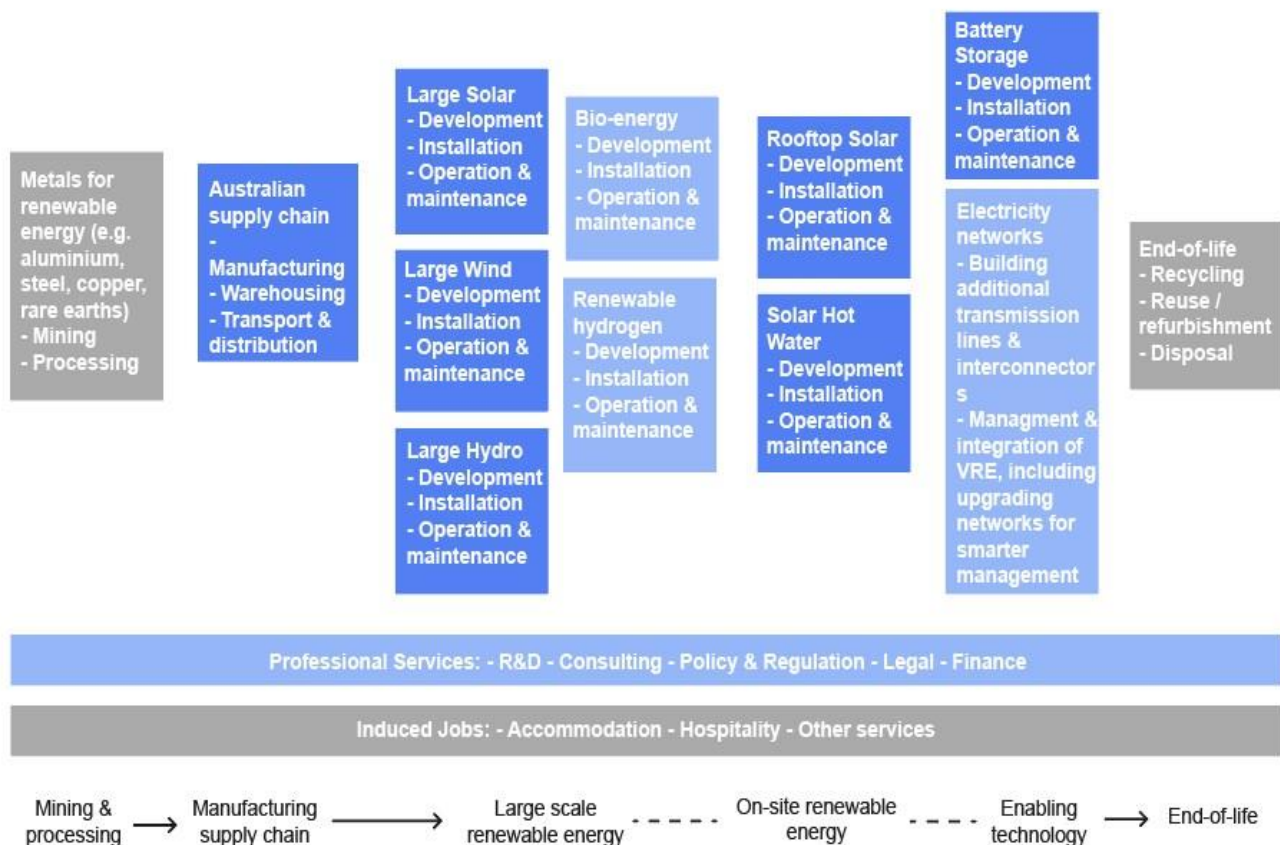 Metals for
renewable
energy (e.g.
aluminium,
steel, copper,
rare earths)
- Mining
- Processing
Australian
supply chain
-
Manufacturing
- Warehousing
- Transport &
distribution
Large Solar
- Development
- Installation
- Operation &
maintenance
Large Wind
- Development
- Installation
- Operation &
maintenance
Large Hydro
- Development
- Installation
- Operation &
maintenance
Bio-energy
- Development
- Installation
- Operation &
maintenance
Renewable
hydrogen
- Development
- Installation
- Operation &
maintenance
Rooftop Solar
- Development
- Installation
- Operation &
maintenance
Solar Hot
Water
- Development
- Installation
- Operation &
maintenance
Battery
Storage
- Development
- Installation
- Operation &
maintenance
Electricity
networks
- Building
additional
transmission
lines &
interconnector
s
- Managment &
integration of
VRE, including
upgrading
networks for
smarter
management
End-of-life
- Recycling
- Reuse /
refurbishment
- Disposal
Professional Services: - R&D - Consulting - Policy & Regulation - Legal - Finance
Induced Jobs: - Accommodation - Hospitality - Other services
Mining &
processing
Manufacturing
supply chain
Large scale
renewable energy
On-site renewable
energy
Enabling
technology
End-of-life